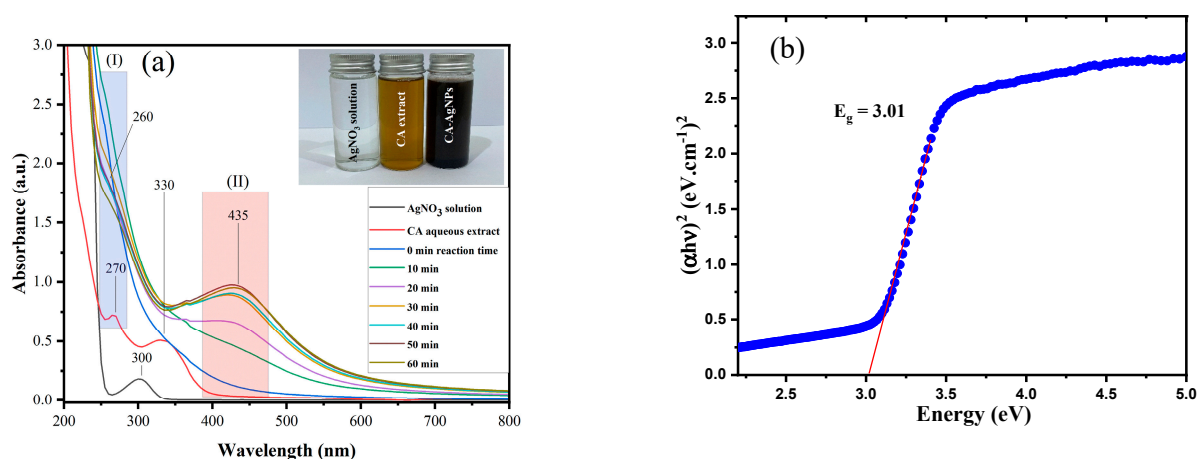 (a)
(I)
260
330
(II)
435
270
300
AgNO₃ solution
CA extract
CA-AgNPs
AgNO₃ solution
CA aqueous extract
0 min reaction time
10 min
20 min
30 min
40 min
50 min
60 min
Absorbance (a.u.)
3.0
2.5
2.0
1.5
1.0
0.5
0.0
200 300 400 500 600 700 800
Wavelength (nm)
(b)
E_g = 3.01
(αhν)² (eV.cm⁻¹)²
3.0
2.5
2.0
1.5
1.0
0.5
0.0
2.5 3.0 3.5 4.0 4.5 5.0
Energy (eV)